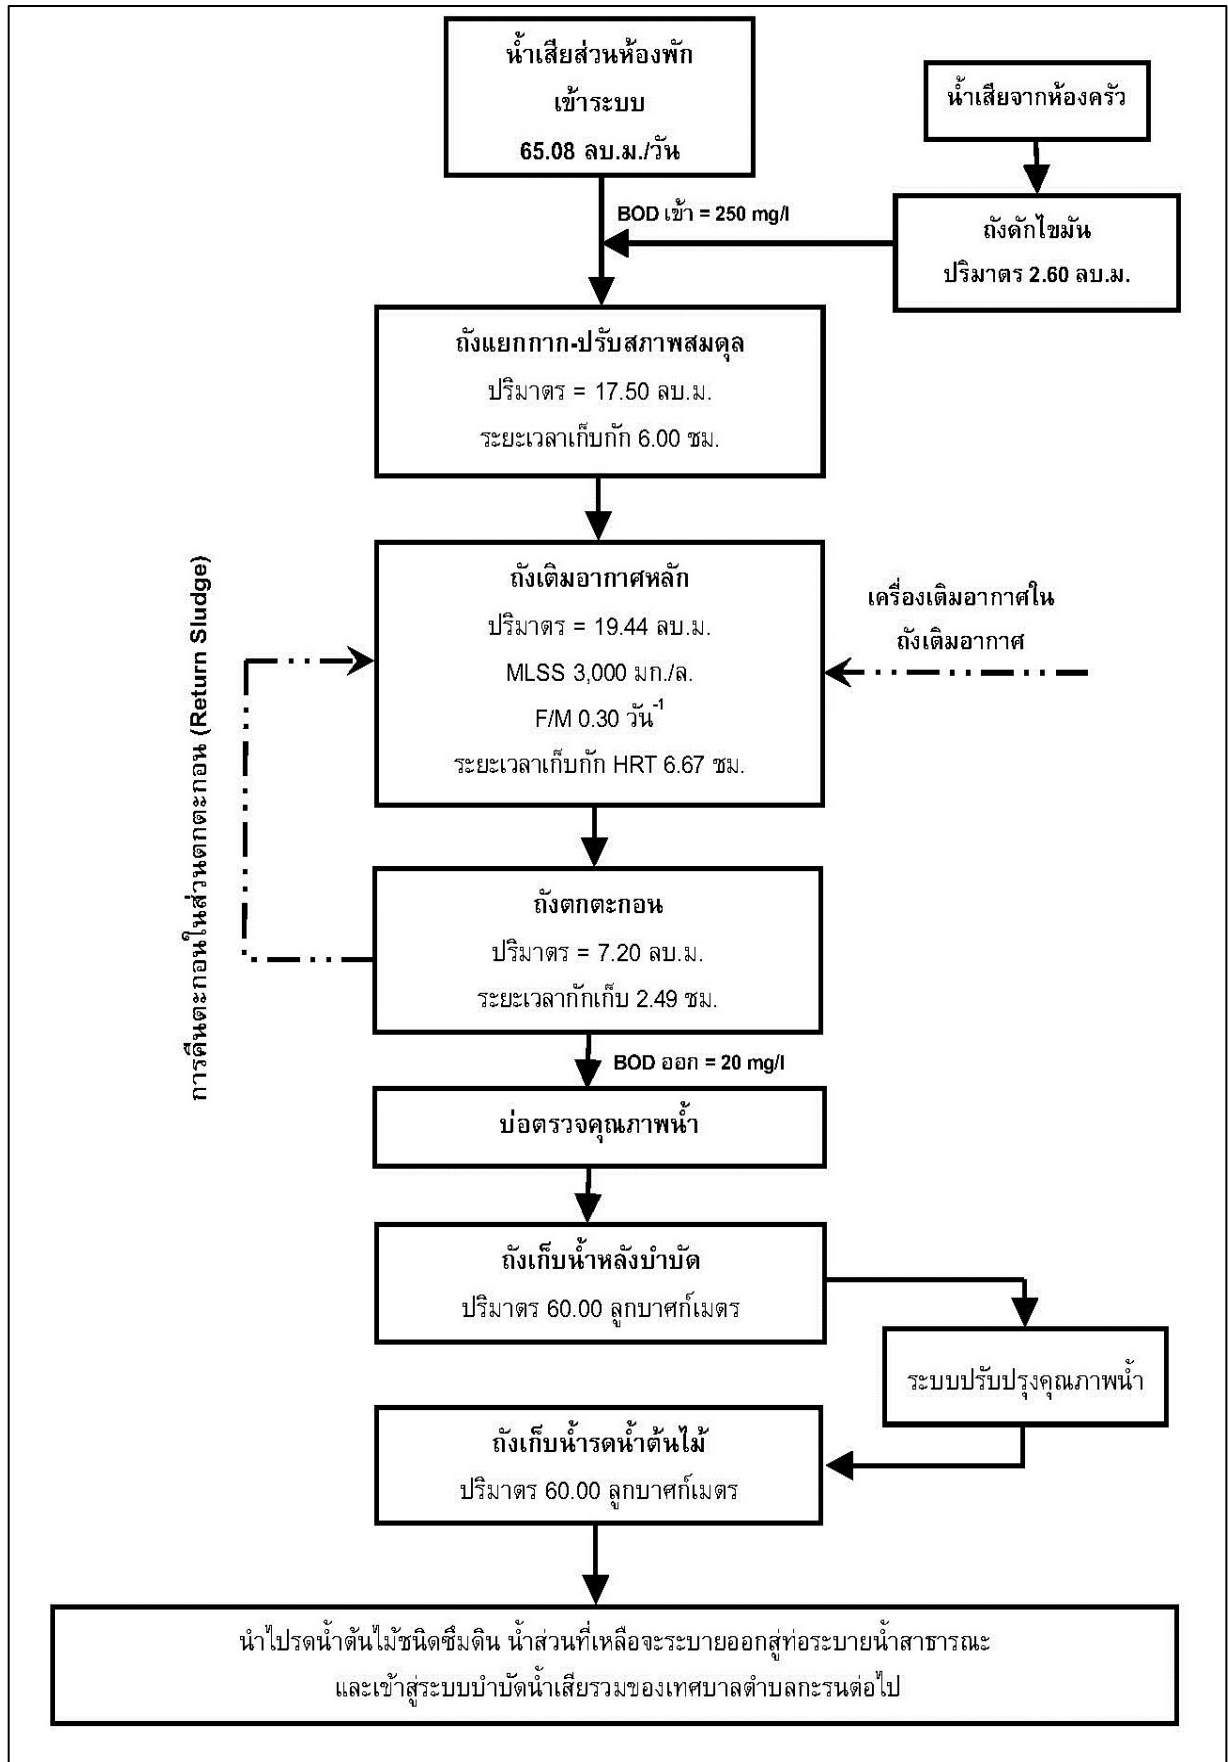 น้ำเสียส่วนห้องพัก
เข้าระบบ
65.08 ลบ.ม./วัน
น้ำเสียจากห้องครัว
ถังดักไขมัน
ปริมาตร 2.60 ลบ.ม.
BOD เข้า = 250 mg/l
ถังแยกกาก-ปรับสภาพสมดุล
ปริมาตร = 17.50 ลบ.ม.
ระยะเวลาเก็บกัก 6.00 ชม.
ถังเติมอากาศหลัก
ปริมาตร = 19.44 ลบ.ม.
MLSS 3,000 มก./ล.
F/M 0.30 วัน⁻¹
ระยะเวลาเก็บกัก HRT 6.67 ชม.
เครื่องเติมอากาศใน
ถังเติมอากาศ
การคืนตะกอนในส่วนตกตะกอน (Return Sludge)
ถังตกตะกอน
ปริมาตร = 7.20 ลบ.ม.
ระยะเวลากักเก็บ 2.49 ชม.
BOD ออก = 20 mg/l
บ่อตรวจคุณภาพน้ำ
ถังเก็บน้ำหลังบำบัด
ปริมาตร 60.00 ลูกบาศก์เมตร
ระบบปรับปรุงคุณภาพน้ำ
ถังเก็บน้ำรดน้ำต้นไม้
ปริมาตร 60.00 ลูกบาศก์เมตร
นำไปรดน้ำต้นไม้ชนิดซึมดิน น้ำส่วนที่เหลือจะระบายออกสู่ท่อระบายน้ำสาธารณะ
และเข้าสู่ระบบบำบัดน้ำเสียรวมของเทศบาลตำบลกะรนต่อไป